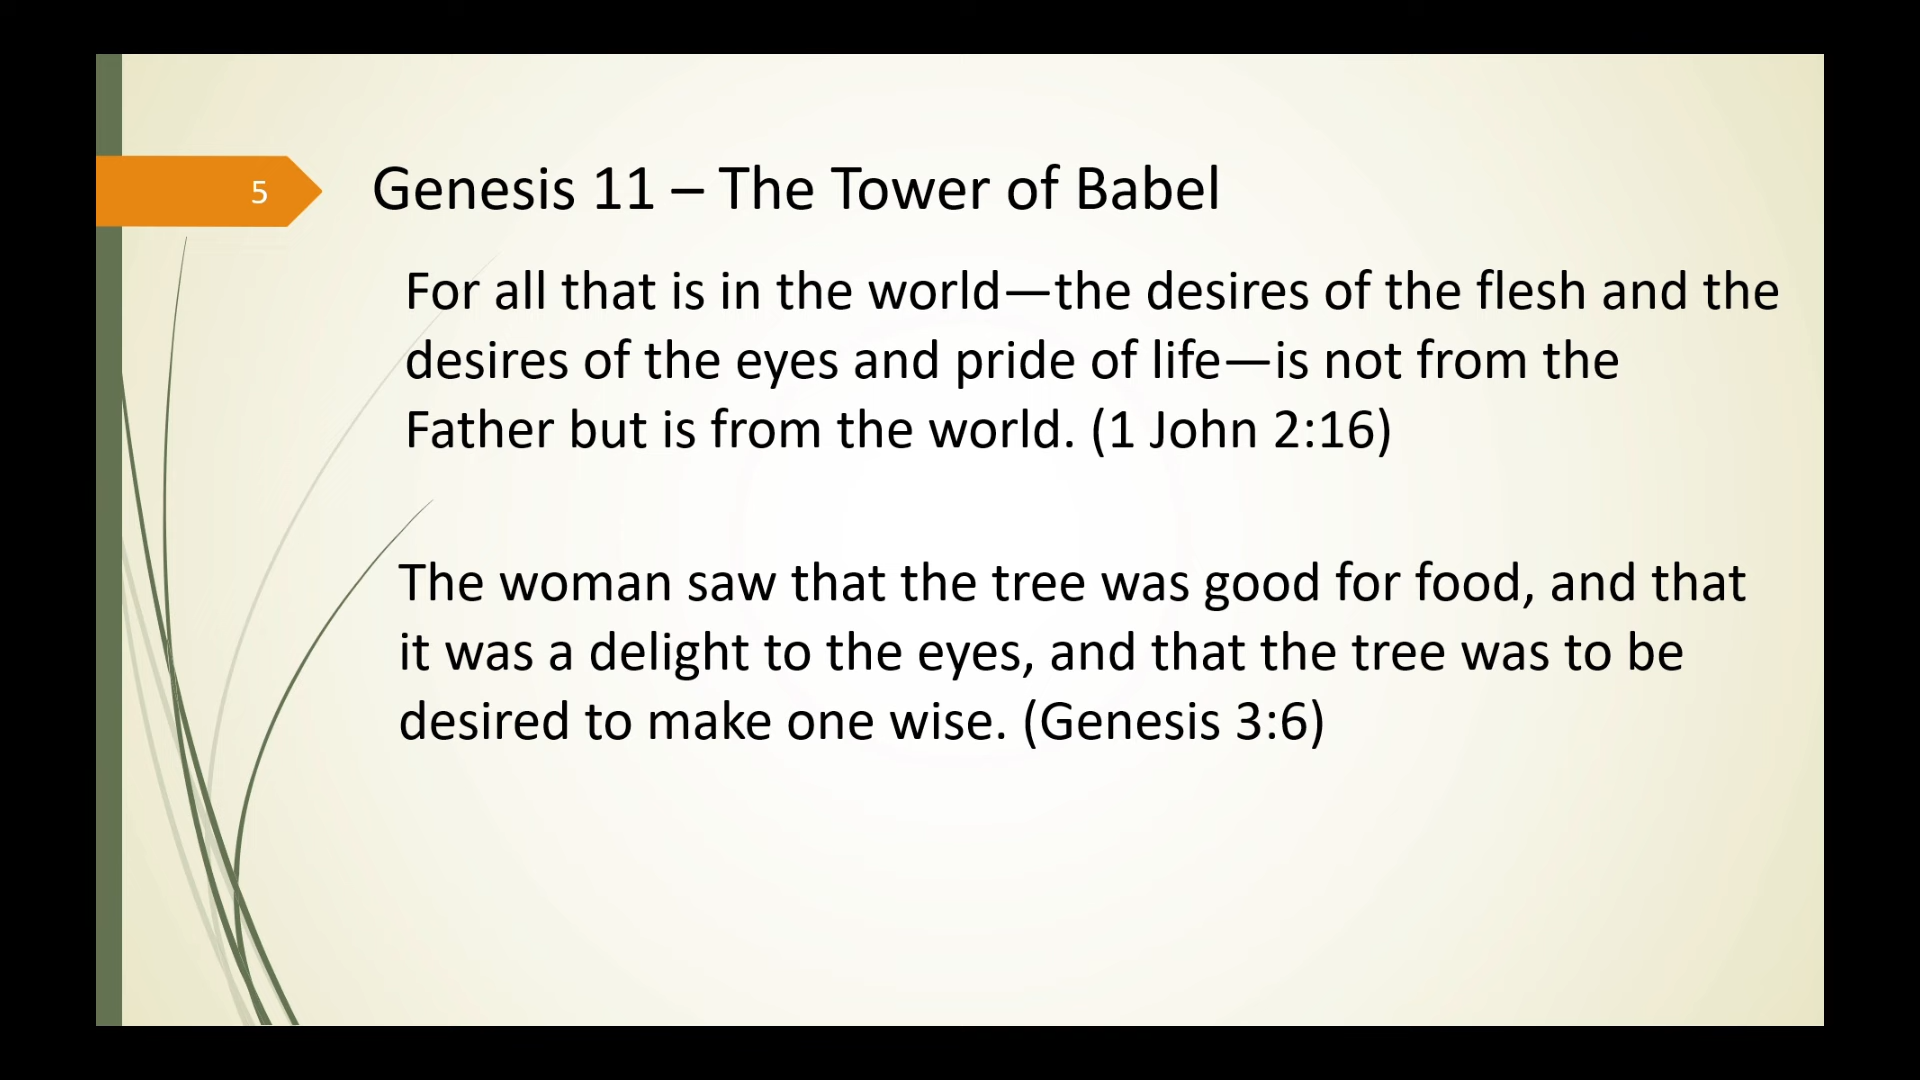 5
Genesis 11 – The Tower of Babel
For all that is in the world—the desires of the flesh and the
desires of the eyes and pride of life—is not from the
Father but is from the world. (1 John 2:16)
The woman saw that the tree was good for food, and that
it was a delight to the eyes, and that the tree was to be
desired to make one wise. (Genesis 3:6)